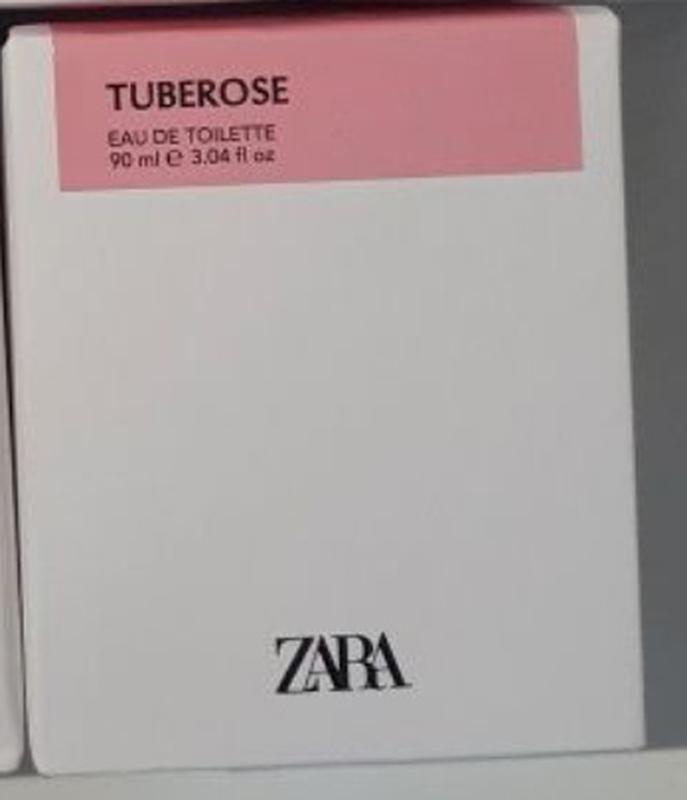 TUBEROSE
EAU DE TOILETTE
90 ml ℮ 3.04 fl oz
ZARA